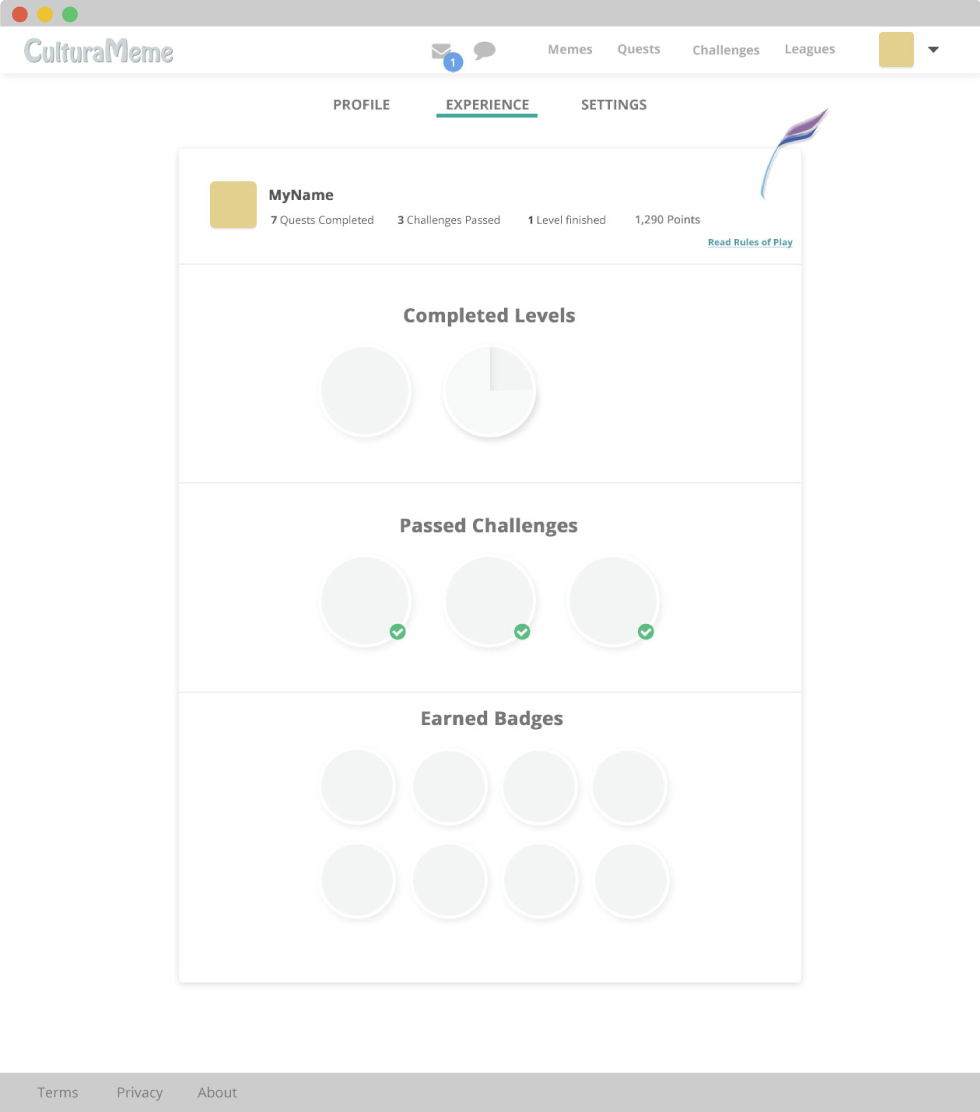 CulturaMeme
1
Memes Quests Challenges Leagues
PROFILE EXPERIENCE SETTINGS
MyName
7 Quests Completed 3 Challenges Passed 1 Level finished 1,290 Points
Read Rules of Play
Completed Levels
Passed Challenges
Earned Badges
Terms Privacy About